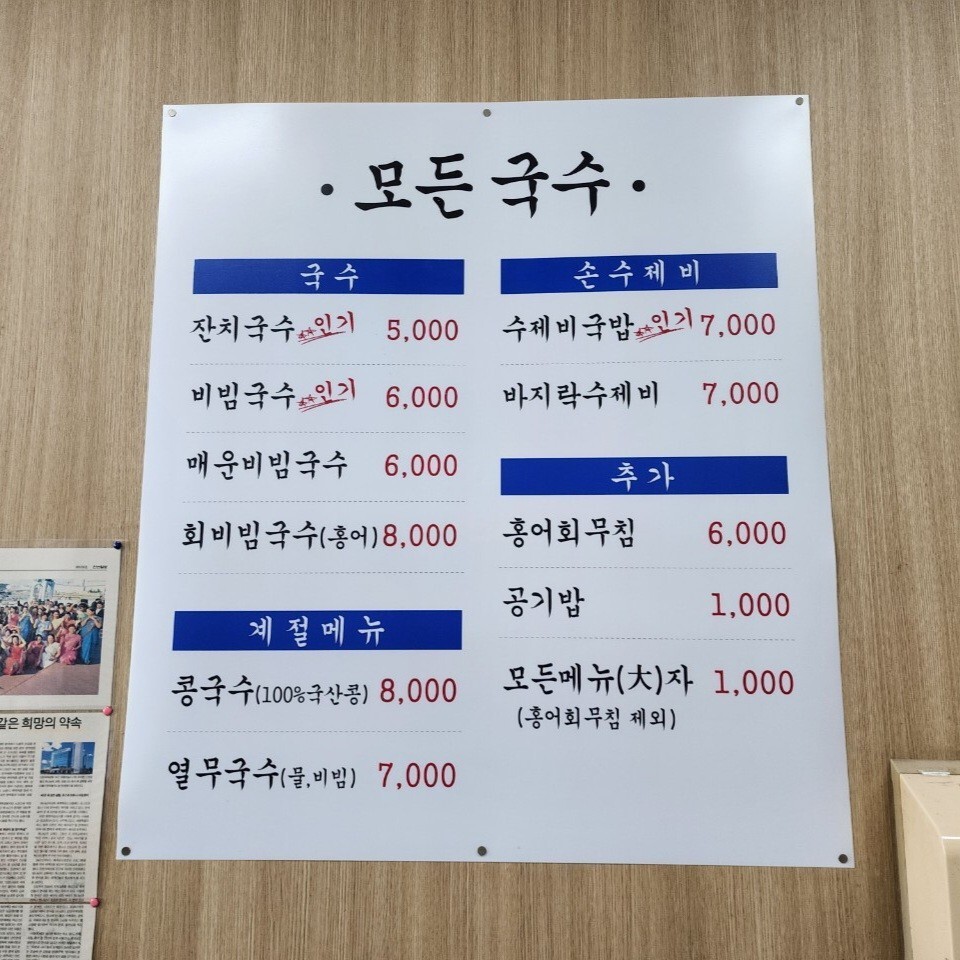 · 모든 국수 ·
국수
잔치국수 인기 5,000
비빔국수 인기 6,000
매운비빔국수 6,000
회비빔국수(홍어) 8,000
계절메뉴
콩국수(100%국산콩) 8,000
열무국수(물,비빔) 7,000
손수제비
수제비국밥 인기 7,000
바지락수제비 7,000
추가
홍어회무침 6,000
공기밥 1,000
모든메뉴(大)자 1,000
(홍어회무침 제외)
같은 희망의 약속